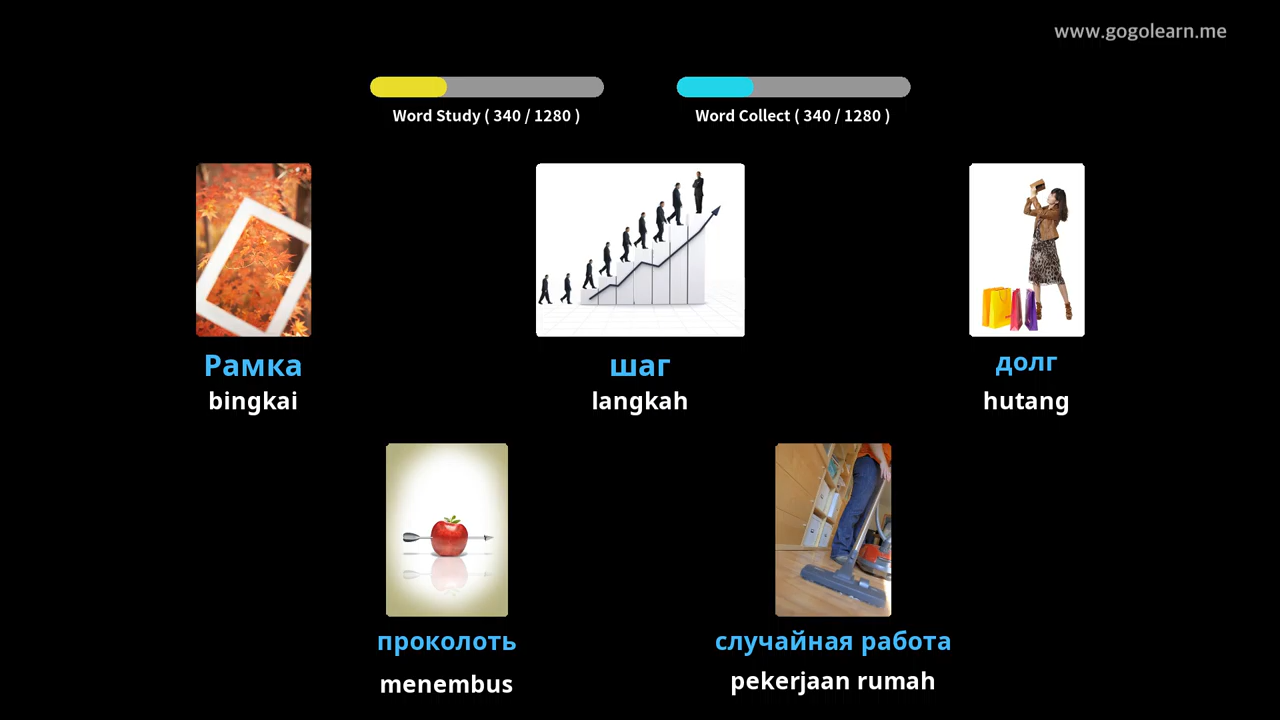 www.gogolearn.me
Word Study ( 340 / 1280 )
Word Collect ( 340 / 1280 )
Рамка
bingkai
шаг
langkah
долг
hutang
проколоть
menembus
случайная работа
pekerjaan rumah